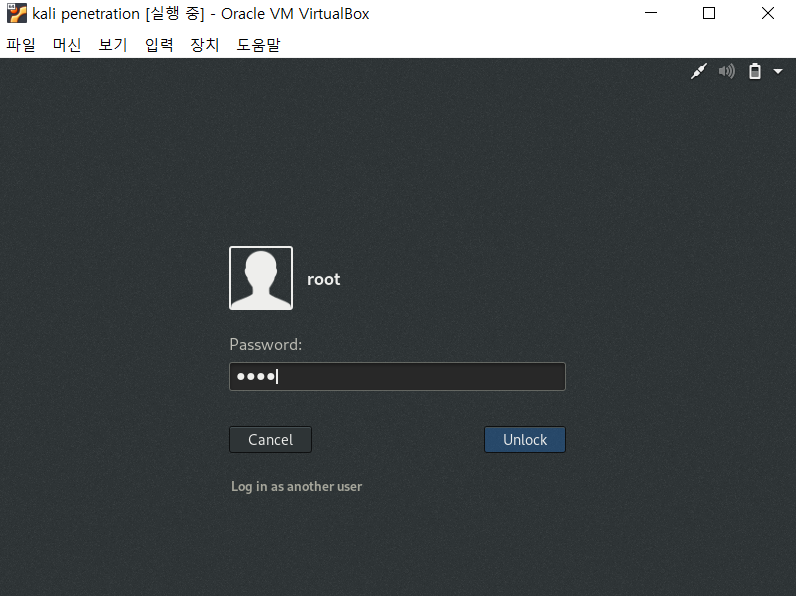 kali penetration [실행 중] - Oracle VM VirtualBox
파일 머신 보기 입력 장치 도움말
root
Password:
••••
Cancel Unlock
Log in as another user